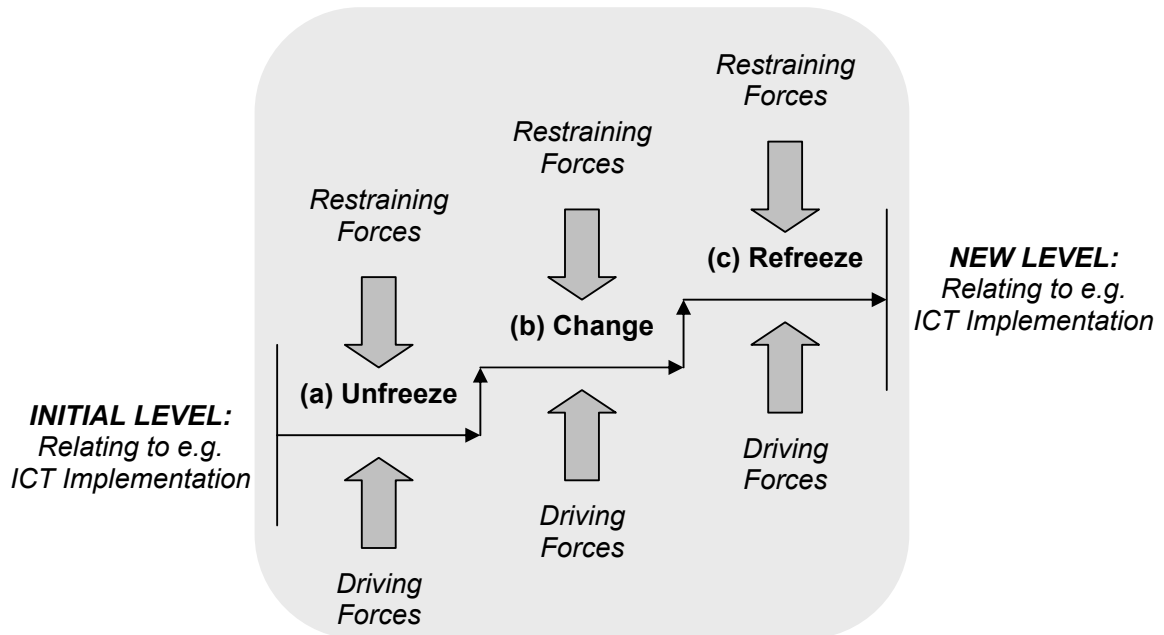 Restraining
Forces
Restraining
Forces
Restraining
Forces
(c) Refreeze
NEW LEVEL:
Relating to e.g.
ICT Implementation
(b) Change
(a) Unfreeze
INITIAL LEVEL:
Relating to e.g.
ICT Implementation
Driving
Forces
Driving
Forces
Driving
Forces